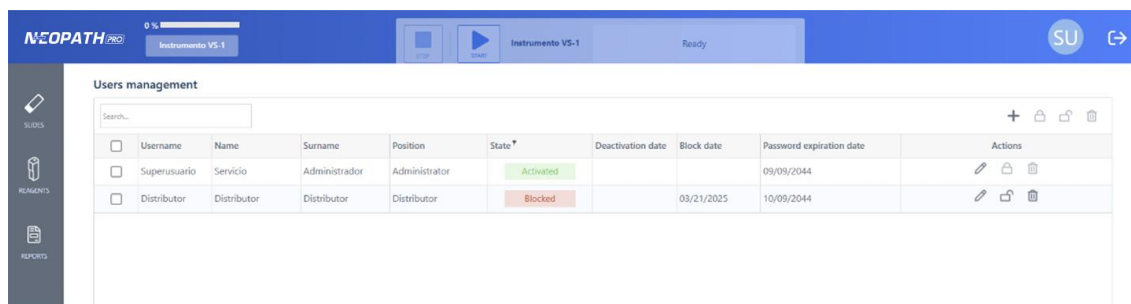 NEOPATH PRO
0 %
Instrumento VS-1
STOP
START
Instrumento VS-1
Ready
SU
SLIDES
REAGENTS
REPORTS
Users management
Search...
Username Name Surname Position State Deactivation date Block date Password expiration date Actions
Superusuario Servicio Administrador Administrator Activated 09/09/2044
Distributor Distributor Distributor Distributor Blocked 03/21/2025 10/09/2044